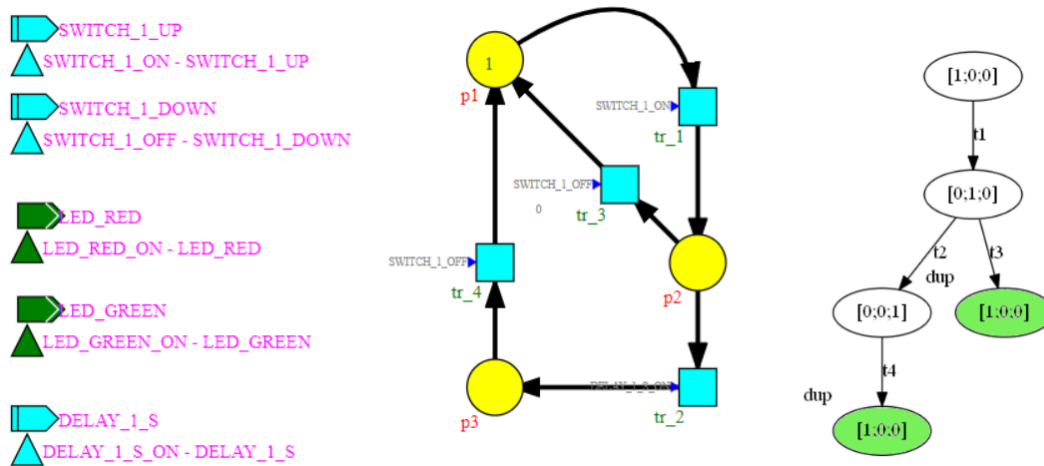 SWITCH_1_UP
SWITCH_1_ON - SWITCH_1_UP
SWITCH_1_DOWN
SWITCH_1_OFF - SWITCH_1_DOWN
LED_RED
LED_RED_ON - LED_RED
LED_GREEN
LED_GREEN_ON - LED_GREEN
DELAY_1_S
DELAY_1_S_ON - DELAY_1_S
1
p1
SWITCH_1_ON
tr_1
SWITCH_1_OFF
0
tr_3
SWITCH_1_OFF
tr_4
p2
DELAY_1_S_ON
tr_2
p3
[1;0;0]
t1
[0;1;0]
t2
t3
dup
[0;0;1]
[1;0;0]
t4
dup
[1;0;0]